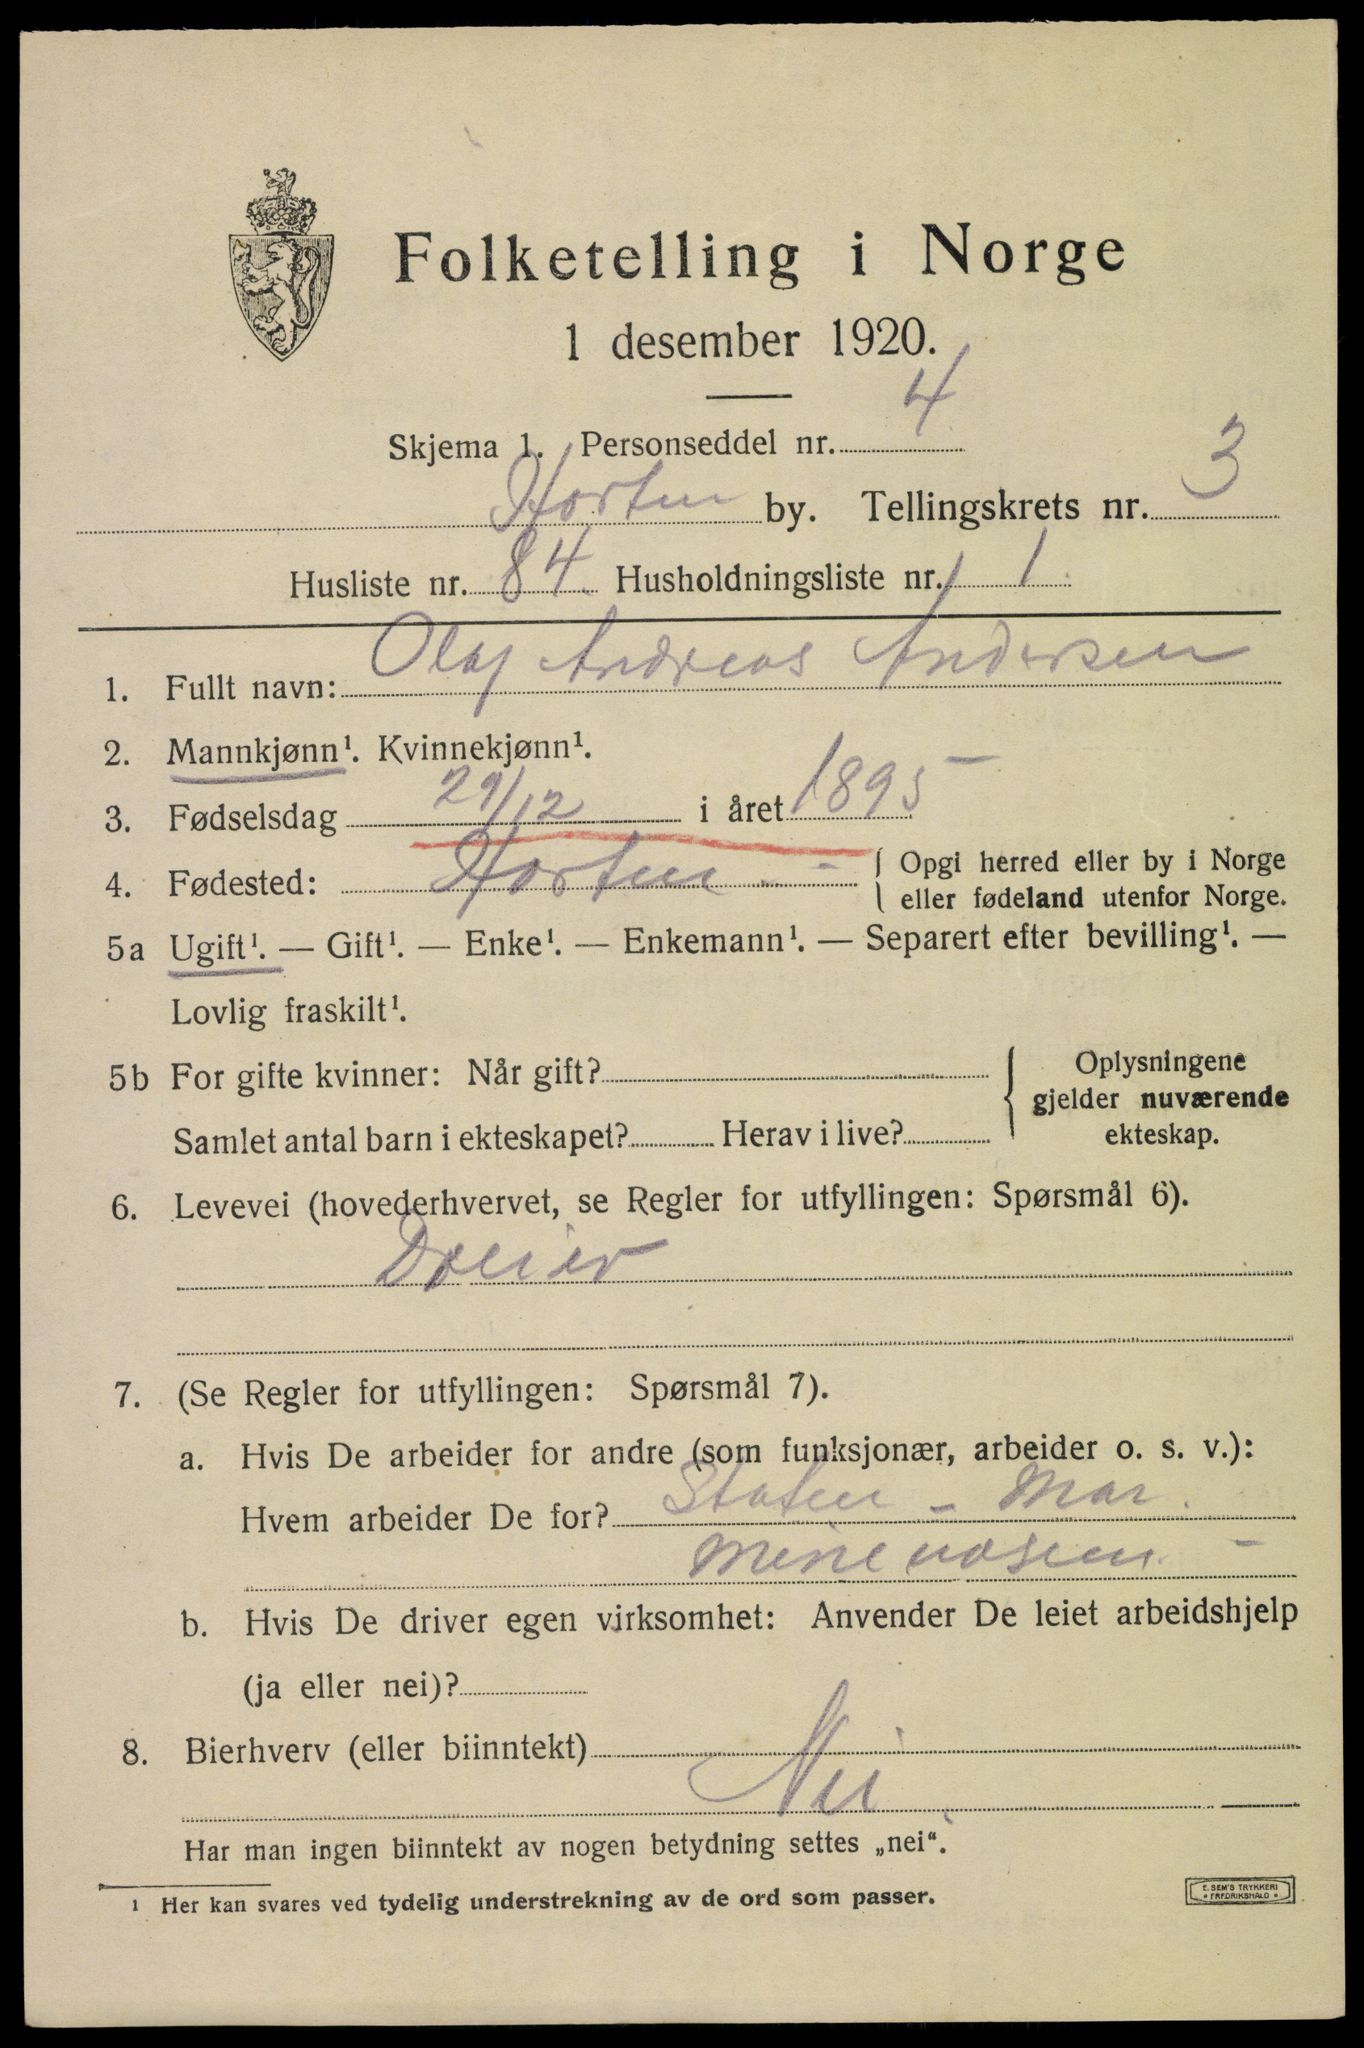 Folketelling i Norge
1 desember 1920.
Skjema 1. Personseddel nr. 4
Horten by. Tellingskrets nr. 3
Husliste nr. 84. Husholdningsliste nr. 1
1. Fullt navn: Olaf Andreas Andersen
2. Mannkjønn¹. Kvinnekjønn¹.
3. Fødselsdag 29/12 i året 1895
4. Fødested: Horten - { Opgi herred eller by i Norge
eller fødeland utenfor Norge.
5a Ugift¹. — Gift¹. — Enke¹. — Enkemann¹. — Separert efter bevilling¹. —
Lovlig fraskilt¹.
5b For gifte kvinner: Når gift? { Oplysningene
gjelder nuværende
Samlet antal barn i ekteskapet? Herav i live? ekteskap.
6. Levevei (hovederhvervet, se Regler for utfyllingen: Spørsmål 6).
Dreier
7. (Se Regler for utfyllingen: Spørsmål 7).
a. Hvis De arbeider for andre (som funksjonær, arbeider o. s. v.):
Hvem arbeider De for? Staten - Mar.
Minevæsen -
b. Hvis De driver egen virksomhet: Anvender De leiet arbeidshjelp
(ja eller nei)?
8. Bierhverv (eller biinntekt)
Nei
Har man ingen biinntekt av nogen betydning settes „nei“.
1 Her kan svares ved tydelig understrekning av de ord som passer.
E. SEM'S TRYKKERI
• FREDRIKSHALD •